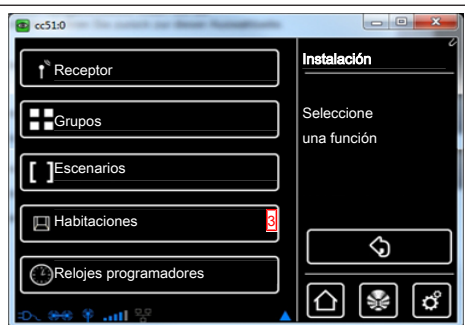 cc51:0
Receptor
Grupos
Escenarios
Habitaciones
3
Relojes programadores
Instalación
Seleccione
una función